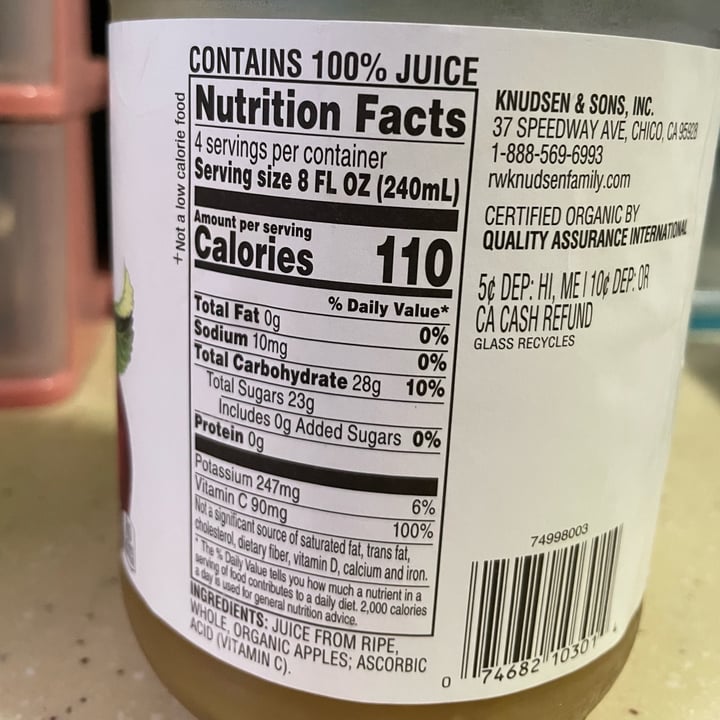 +Not a low calorie food
CONTAINS 100% JUICE
Nutrition Facts
4 servings per container
Serving size 8 FL OZ (240mL)
Amount per serving
Calories 110
% Daily Value*
Total Fat 0g 0%
Sodium 10mg 0%
Total Carbohydrate 28g 10%
Total Sugars 23g
Includes 0g Added Sugars 0%
Protein 0g
Potassium 247mg 6%
Vitamin C 90mg 100%
Not a significant source of saturated fat, trans fat,
cholesterol, dietary fiber, vitamin D, calcium and iron.
* The % Daily Value tells you how much a nutrient in a
serving of food contributes to a daily diet. 2,000 calories
a day is used for general nutrition advice.
INGREDIENTS: JUICE FROM RIPE,
WHOLE, ORGANIC APPLES; ASCORBIC
ACID (VITAMIN C).
KNUDSEN & SONS, INC.
37 SPEEDWAY AVE, CHICO, CA 95928
1-888-569-6993
rwknudsenfamily.com
CERTIFIED ORGANIC BY
QUALITY ASSURANCE INTERNATIONAL
5¢ DEP: HI, ME | 10¢ DEP: OR
CA CASH REFUND
GLASS RECYCLES
74998003
0 74682 10301 4